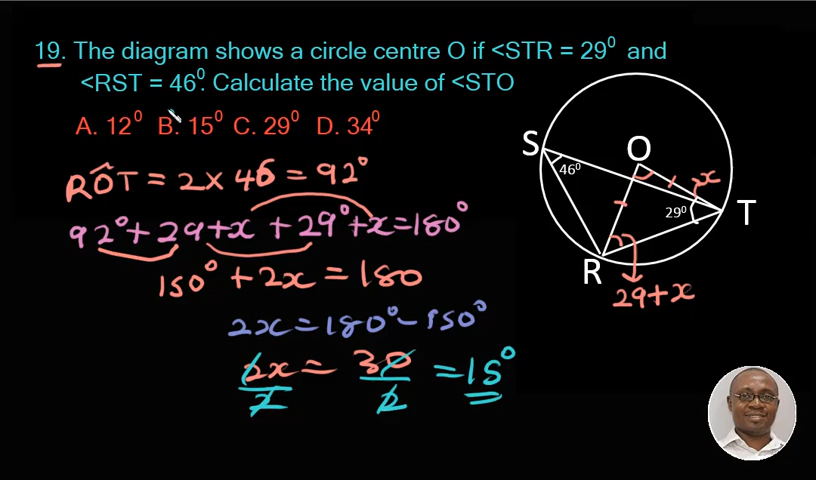 19. The diagram shows a circle centre O if <STR = 29⁰ and
<RST = 46⁰. Calculate the value of <STO
A. 12⁰ B. 15⁰ C. 29⁰ D. 34⁰
RÔT = 2 × 46 = 92°
92° + 29 + x + 29° + x = 180°
150° + 2x = 180
2x = 180° - 150°
2x/2 = 30/2 = 15°
S
O
T
R
46⁰
29⁰
x
29+x